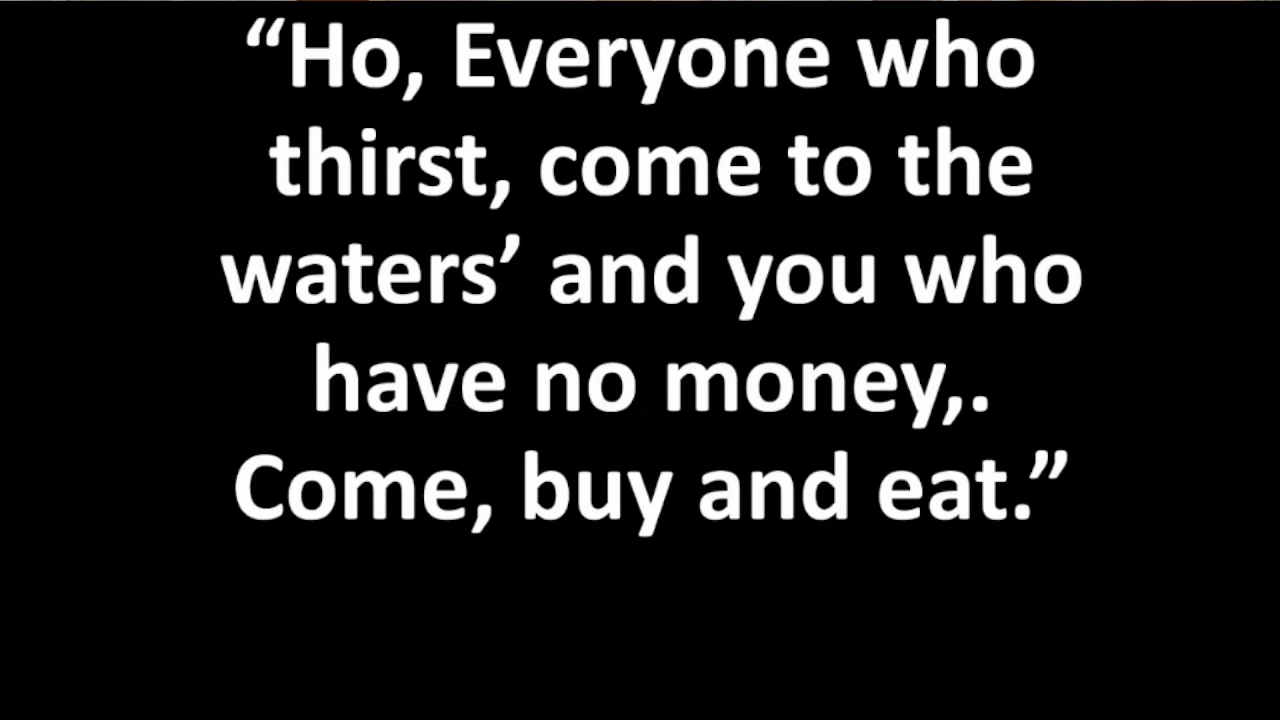 “Ho, Everyone who
thirst, come to the
waters’ and you who
have no money,.
Come, buy and eat.”